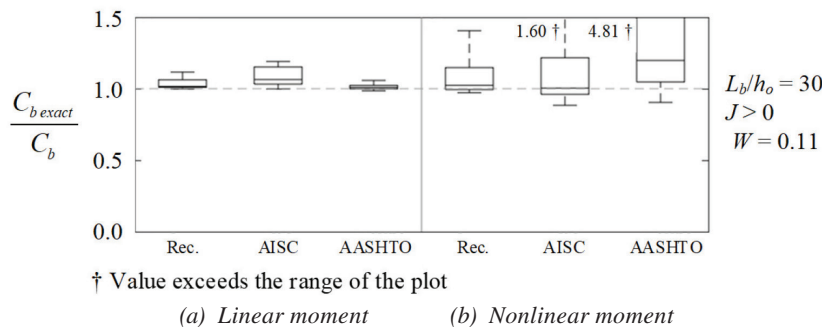 1.5
1.0
0.5
0.0
C_b exact
C_b
1.60 †
4.81 †
L_b/h_o = 30
J > 0
W = 0.11
Rec. AISC AASHTO Rec. AISC AASHTO
† Value exceeds the range of the plot
(a) Linear moment (b) Nonlinear moment